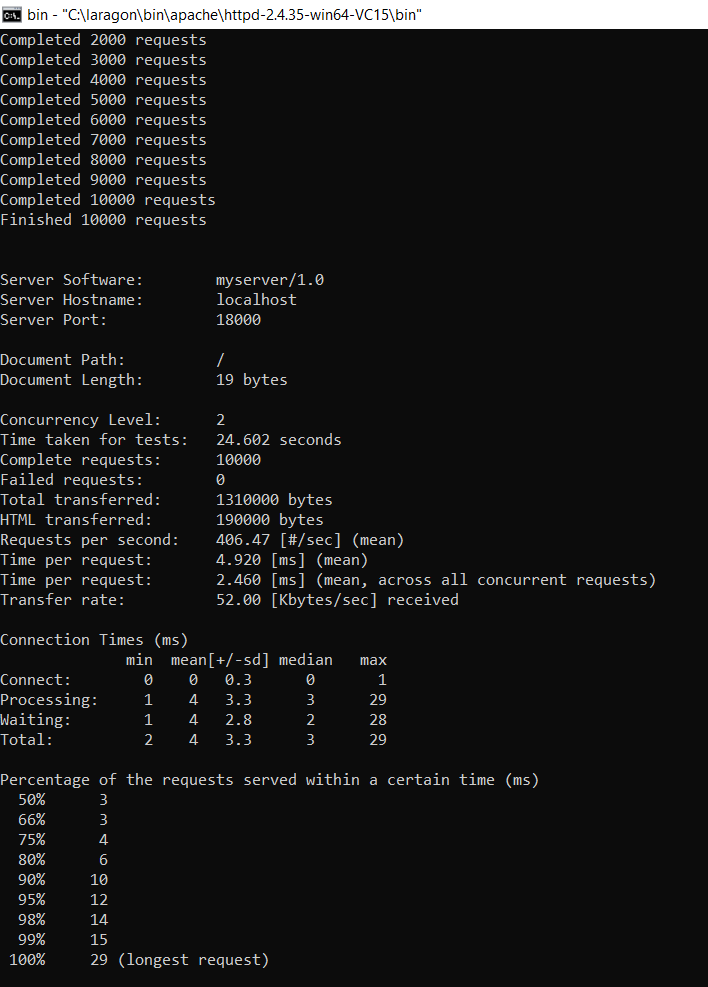 bin - "C:\laragon\bin\apache\httpd-2.4.35-win64-VC15\bin"
Completed 2000 requests
Completed 3000 requests
Completed 4000 requests
Completed 5000 requests
Completed 6000 requests
Completed 7000 requests
Completed 8000 requests
Completed 9000 requests
Completed 10000 requests
Finished 10000 requests
Server Software:        myserver/1.0
Server Hostname:        localhost
Server Port:            18000
Document Path:          /
Document Length:        19 bytes
Concurrency Level:      2
Time taken for tests:   24.602 seconds
Complete requests:      10000
Failed requests:        0
Total transferred:      1310000 bytes
HTML transferred:       190000 bytes
Requests per second:    406.47 [#/sec] (mean)
Time per request:       4.920 [ms] (mean)
Time per request:       2.460 [ms] (mean, across all concurrent requests)
Transfer rate:          52.00 [Kbytes/sec] received
Connection Times (ms)
              min  mean[+/-sd] median   max
Connect:        0    0   0.3      0       1
Processing:     1    4   3.3      3      29
Waiting:        1    4   2.8      2      28
Total:          2    4   3.3      3      29
Percentage of the requests served within a certain time (ms)
  50%      3
  66%      3
  75%      4
  80%      6
  90%     10
  95%     12
  98%     14
  99%     15
 100%     29 (longest request)